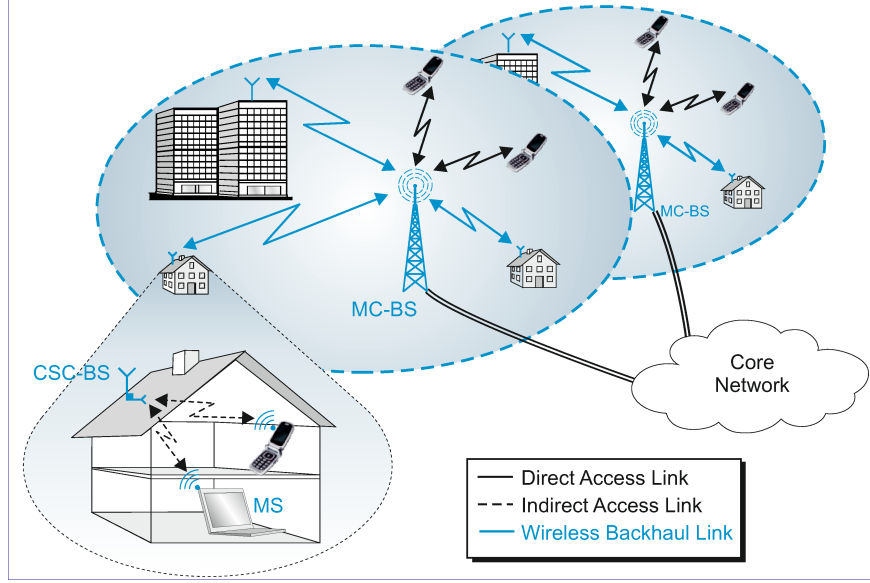 MC-BS
MC-BS
CSC-BS
Core
Network
MS
Direct Access Link
Indirect Access Link
Wireless Backhaul Link